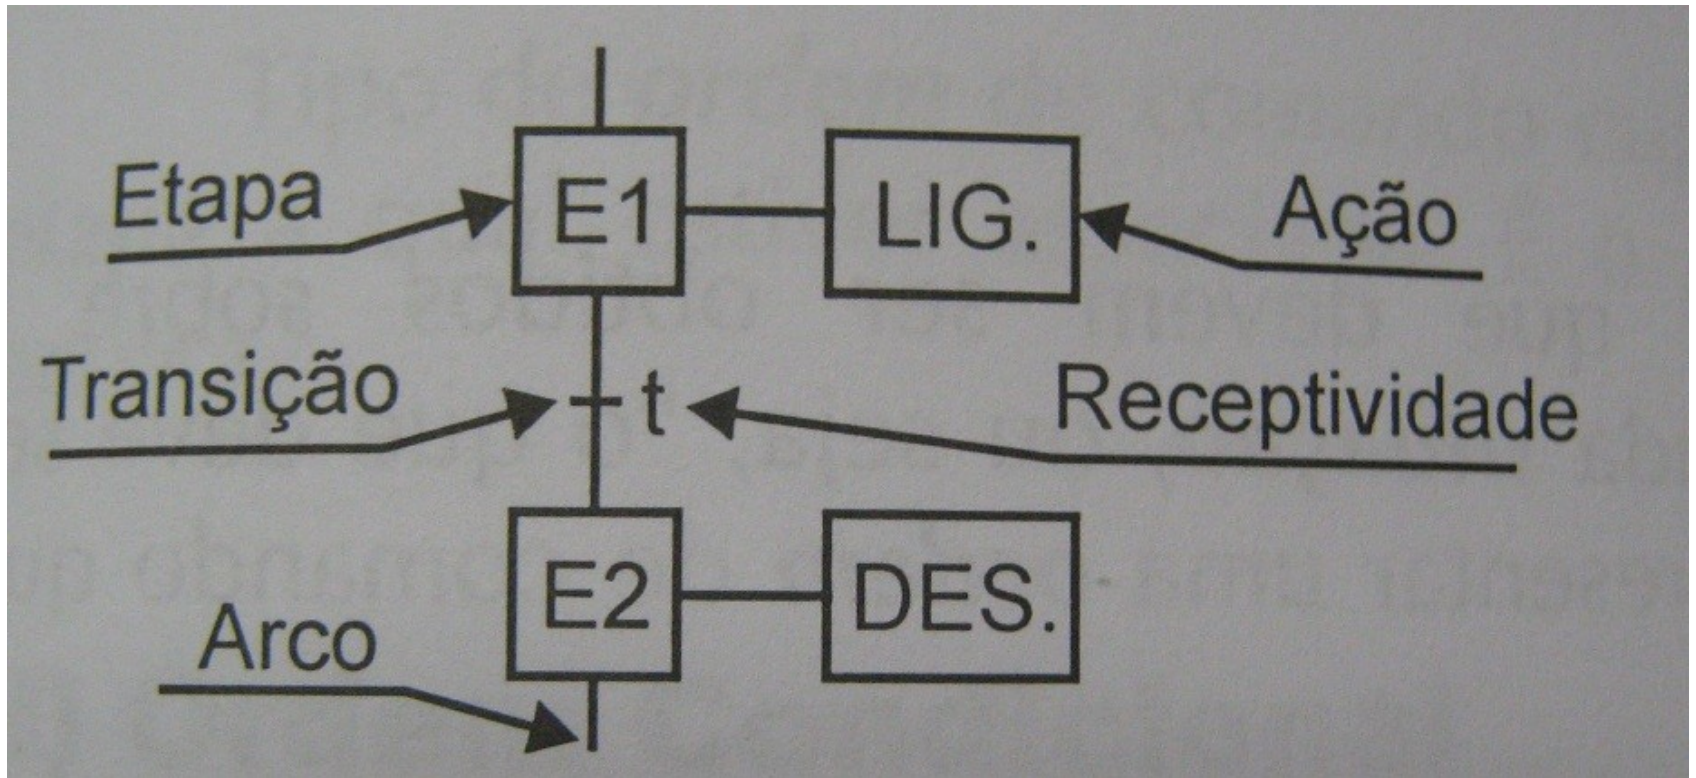 Etapa
E1
LIG.
Ação
Transição
t
Receptividade
E2
DES.
Arco